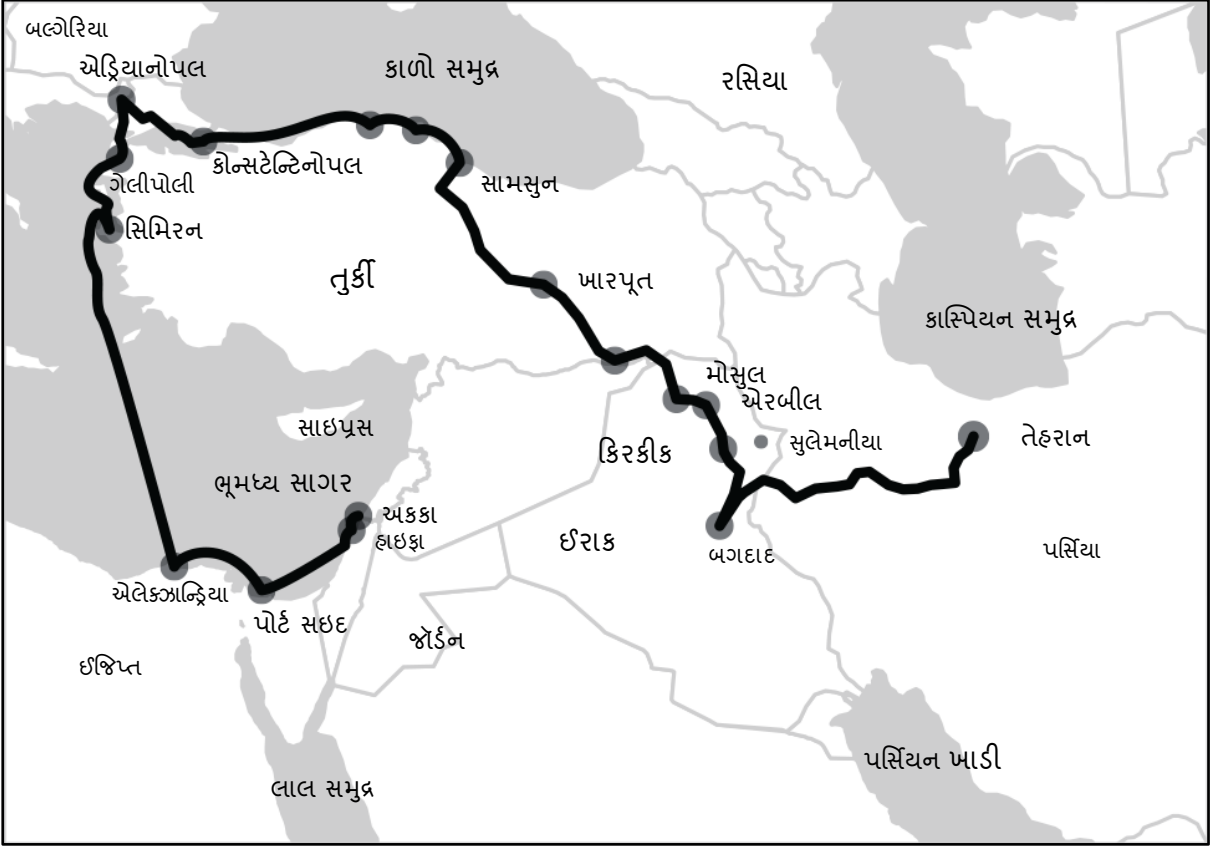 બલ્ગેરિયા
એડ્રિયાનોપલ
કાળો સમુદ્ર
રસિયા
કોન્સટેન્ટિનોપલ
ગેલીપોલી
સામસુન
સિમિરન
તુર્કી
ખારપૂત
કાસ્પિયન સમુદ્ર
મોસુલ
એરબીલ
સાઇપ્રસ
કિરકીક
સુલેમનીયા
તેહરાન
ભૂમધ્ય સાગર
અકકા
હાઇફા
ઈરાક
બગદાદ
પર્સિયા
એલેક્ઝાન્ડ્રિયા
પોર્ટ સઇદ
જૉર્ડન
ઈજિપ્ત
પર્સિયન ખાડી
લાલ સમુદ્ર